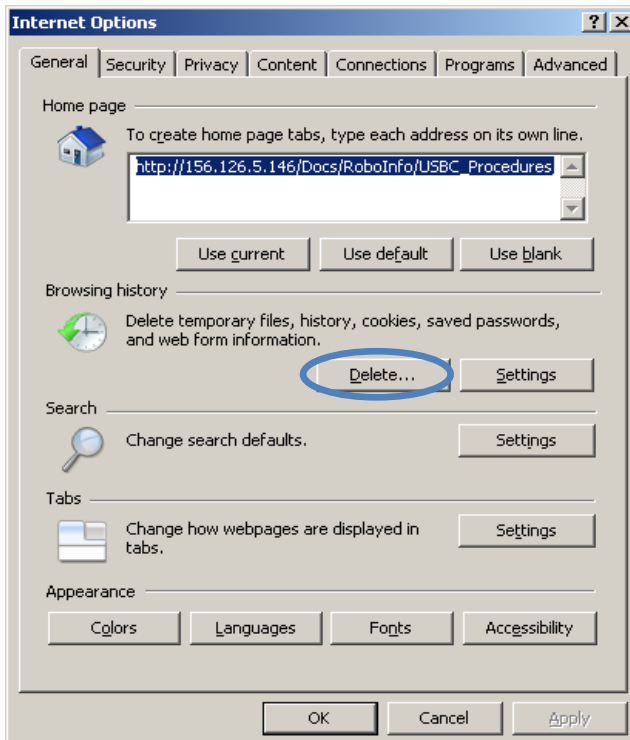 Internet Options
General Security Privacy Content Connections Programs Advanced
Home page
To create home page tabs, type each address on its own line.
http://156.126.5.146/Docs/RoboInfo/USBC_Procedures
Use current Use default Use blank
Browsing history
Delete temporary files, history, cookies, saved passwords,
and web form information.
Delete... Settings
Search
Change search defaults. Settings
Tabs
Change how webpages are displayed in
tabs.
Settings
Appearance
Colors Languages Fonts Accessibility
OK Cancel Apply